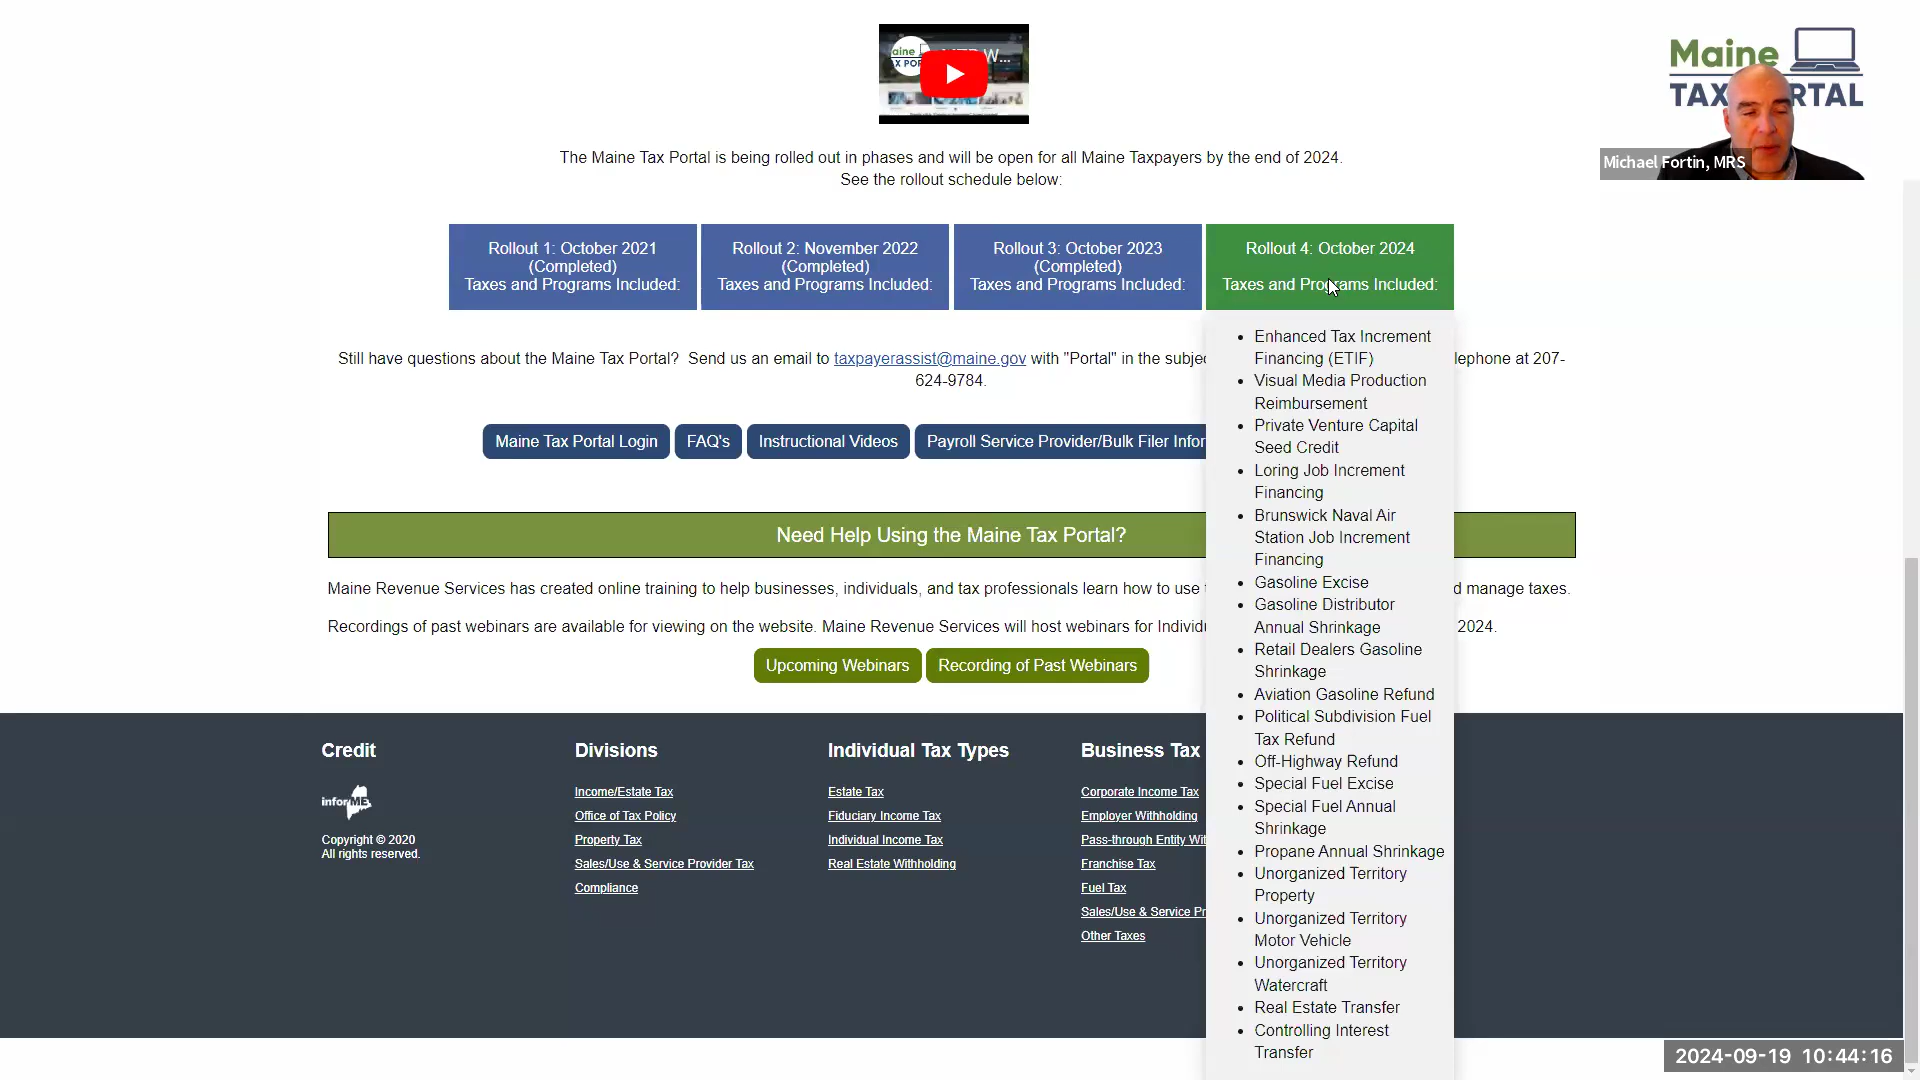 Maine
TAX
RTAL
Michael Fortin, MRS
The Maine Tax Portal is being rolled out in phases and will be open for all Maine Taxpayers by the end of 2024.
See the rollout schedule below:
Rollout 1: October 2021
(Completed)
Taxes and Programs Included:
Rollout 2: November 2022
(Completed)
Taxes and Programs Included:
Rollout 3: October 2023
(Completed)
Taxes and Programs Included:
Rollout 4: October 2024
Taxes and Programs Included:
• Enhanced Tax Increment
Financing (ETIF)
• Visual Media Production
Reimbursement
• Private Venture Capital
Seed Credit
• Loring Job Increment
Financing
• Brunswick Naval Air
Station Job Increment
Financing
• Gasoline Excise
• Gasoline Distributor
Annual Shrinkage
• Retail Dealers Gasoline
Shrinkage
• Aviation Gasoline Refund
• Political Subdivision Fuel
Tax Refund
• Off-Highway Refund
• Special Fuel Excise
• Special Fuel Annual
Shrinkage
• Propane Annual Shrinkage
• Unorganized Territory
Property
• Unorganized Territory
Motor Vehicle
• Unorganized Territory
Watercraft
• Real Estate Transfer
• Controlling Interest
Transfer
Still have questions about the Maine Tax Portal? Send us an email to taxpayerassist@maine.gov with "Portal" in the subjec lephone at 207-
624-9784.
Maine Tax Portal Login
FAQ's
Instructional Videos
Payroll Service Provider/Bulk Filer Infor
Need Help Using the Maine Tax Portal?
Maine Revenue Services has created online training to help businesses, individuals, and tax professionals learn how to use d manage taxes.
Recordings of past webinars are available for viewing on the website. Maine Revenue Services will host webinars for Individu 2024.
Upcoming Webinars
Recording of Past Webinars
Credit
inforME
Copyright © 2020
All rights reserved.
Divisions
Income/Estate Tax
Office of Tax Policy
Property Tax
Sales/Use & Service Provider Tax
Compliance
Individual Tax Types
Estate Tax
Fiduciary Income Tax
Individual Income Tax
Real Estate Withholding
Business Tax
Corporate Income Tax
Employer Withholding
Pass-through Entity Wit
Franchise Tax
Fuel Tax
Sales/Use & Service Pr
Other Taxes
2024-09-19 10:44:16